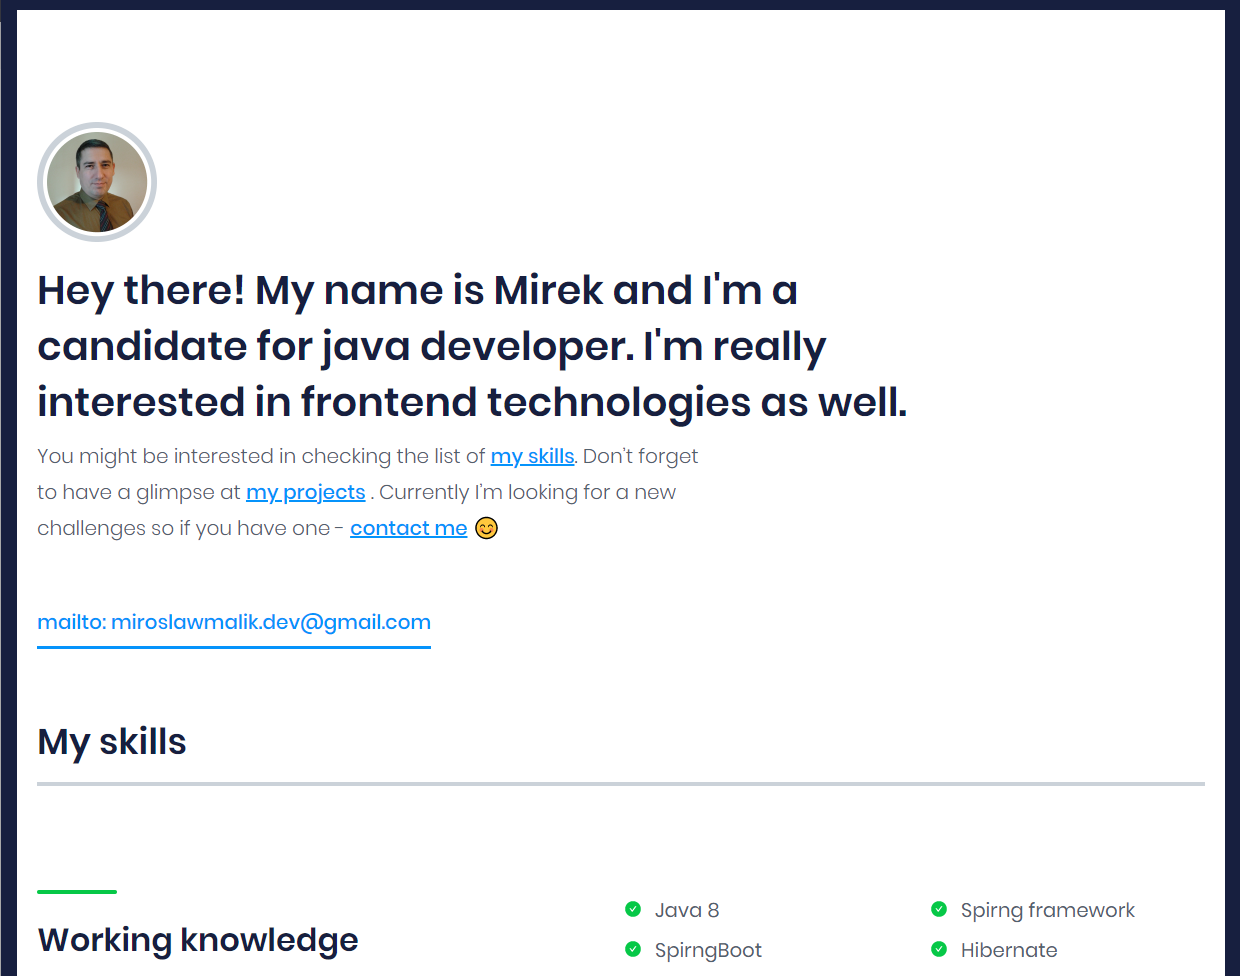 Hey there! My name is Mirek and I'm a
candidate for java developer. I'm really
interested in frontend technologies as well.
You might be interested in checking the list of my skills. Don't forget
to have a glimpse at my projects . Currently I'm looking for a new
challenges so if you have one - contact me 😊
mailto: miroslawmalik.dev@gmail.com
My skills
Working knowledge
Java 8
Spirng framework
SpirngBoot
Hibernate